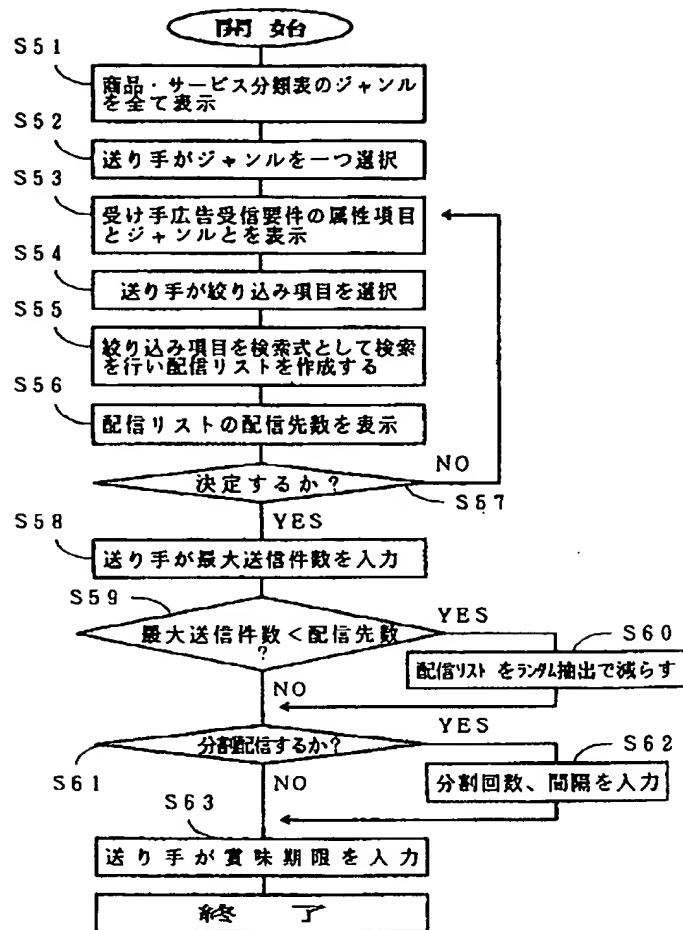 開始
S51
商品・サービス分類表のジャンル
を全て表示
S52
送り手がジャンルを一つ選択
S53
受け手広告受信要件の属性項目
とジャンルとを表示
S54
送り手が絞り込み項目を選択
S55
絞り込み項目を検索式として検索
を行い配信リストを作成する
S56
配信リストの配信先数を表示
NO
決定するか?
S57
YES
S58
送り手が最大送信件数を入力
S59
最大送信件数<配信先数
?
YES
S60
配信リストをランダム抽出で減らす
NO
分割配信するか?
YES
S61
S62
分割回数、間隔を入力
NO
S63
送り手が賞味期限を入力
終了